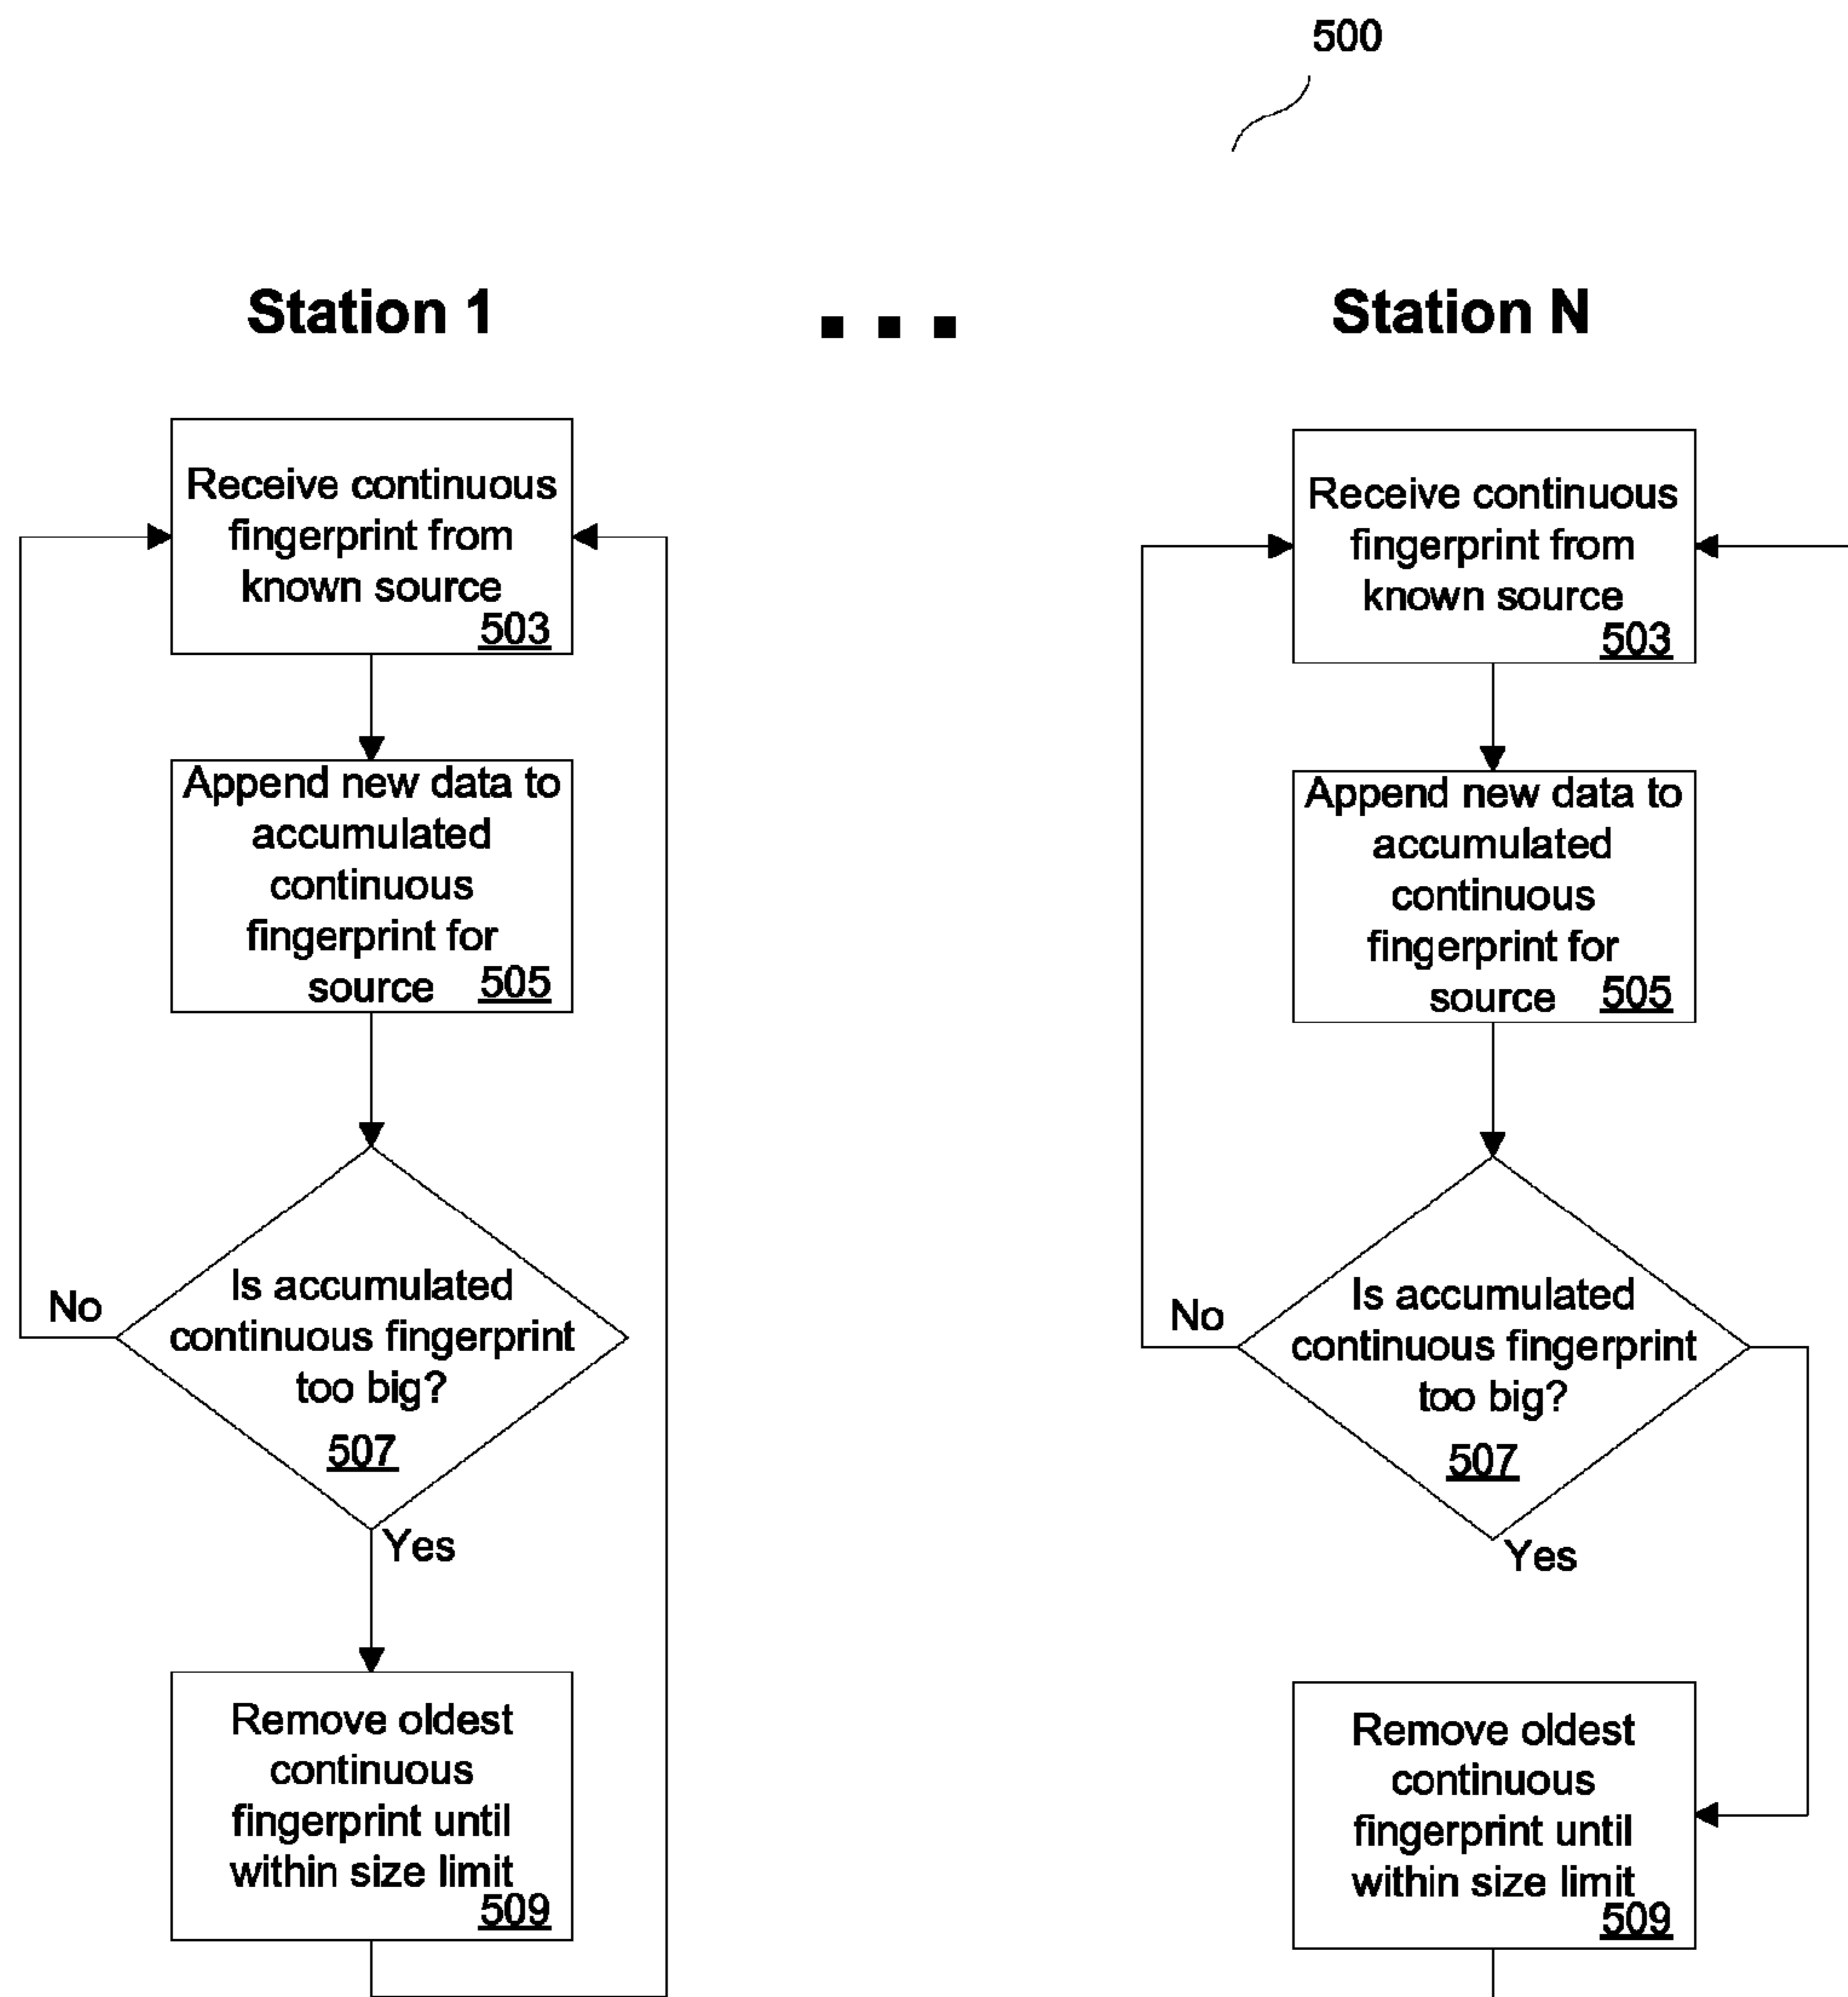 500
Station 1
...
Station N
Receive continuous
fingerprint from
known source
503
Append new data to
accumulated
continuous
fingerprint for
source 505
Is accumulated
continuous fingerprint
too big?
507
No
Yes
Remove oldest
continuous
fingerprint until
within size limit
509
Receive continuous
fingerprint from
known source
503
Append new data to
accumulated
continuous
fingerprint for
source 505
Is accumulated
continuous fingerprint
too big?
507
No
Yes
Remove oldest
continuous
fingerprint until
within size limit
509